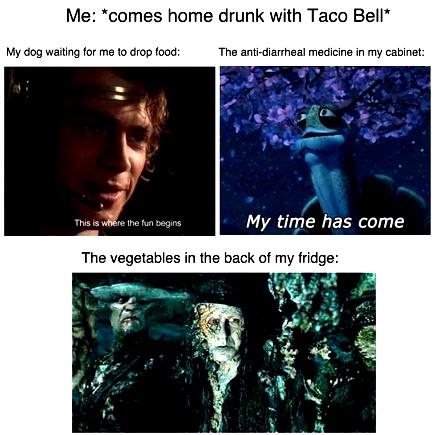 Me: *comes home drunk with Taco Bell*
My dog waiting for me to drop food:
The anti-diarrheal medicine in my cabinet:
This is where the fun begins
My time has come
The vegetables in the back of my fridge: